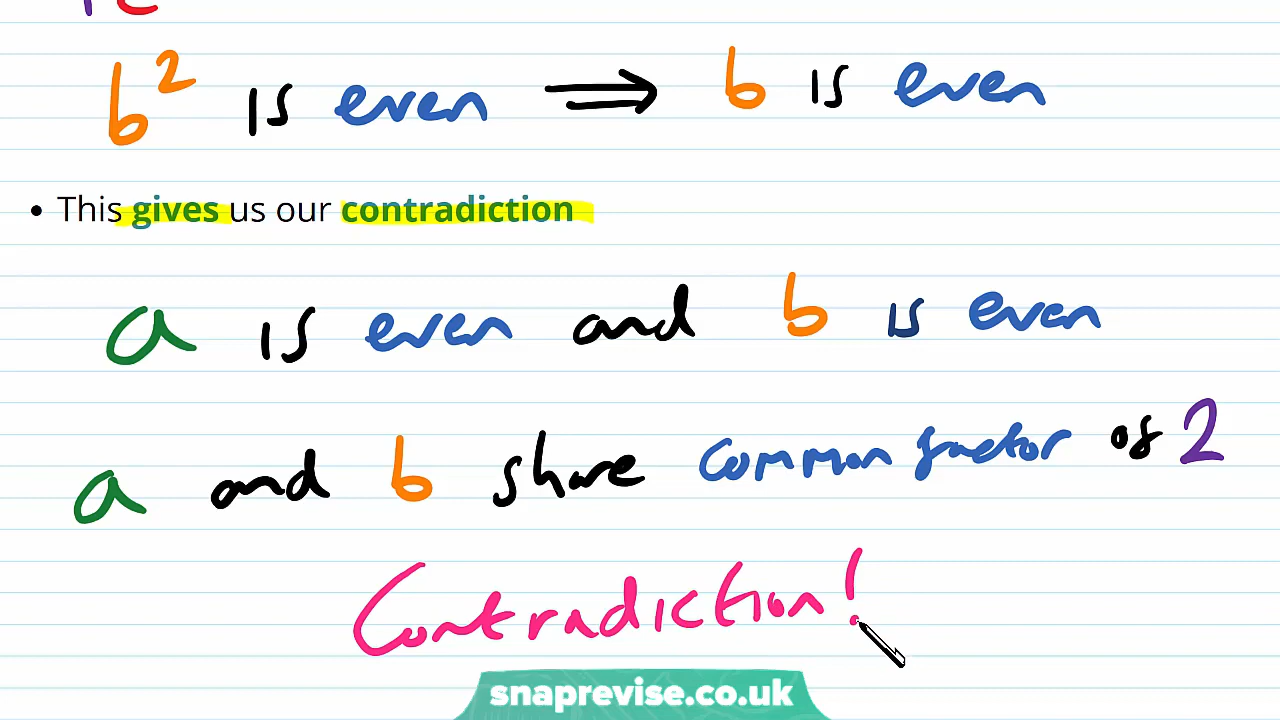 b² is even ⇒ b is even
• This gives us our contradiction
a is even and b is even
a and b share common factor of 2
Contradiction!
snaprevise.co.uk